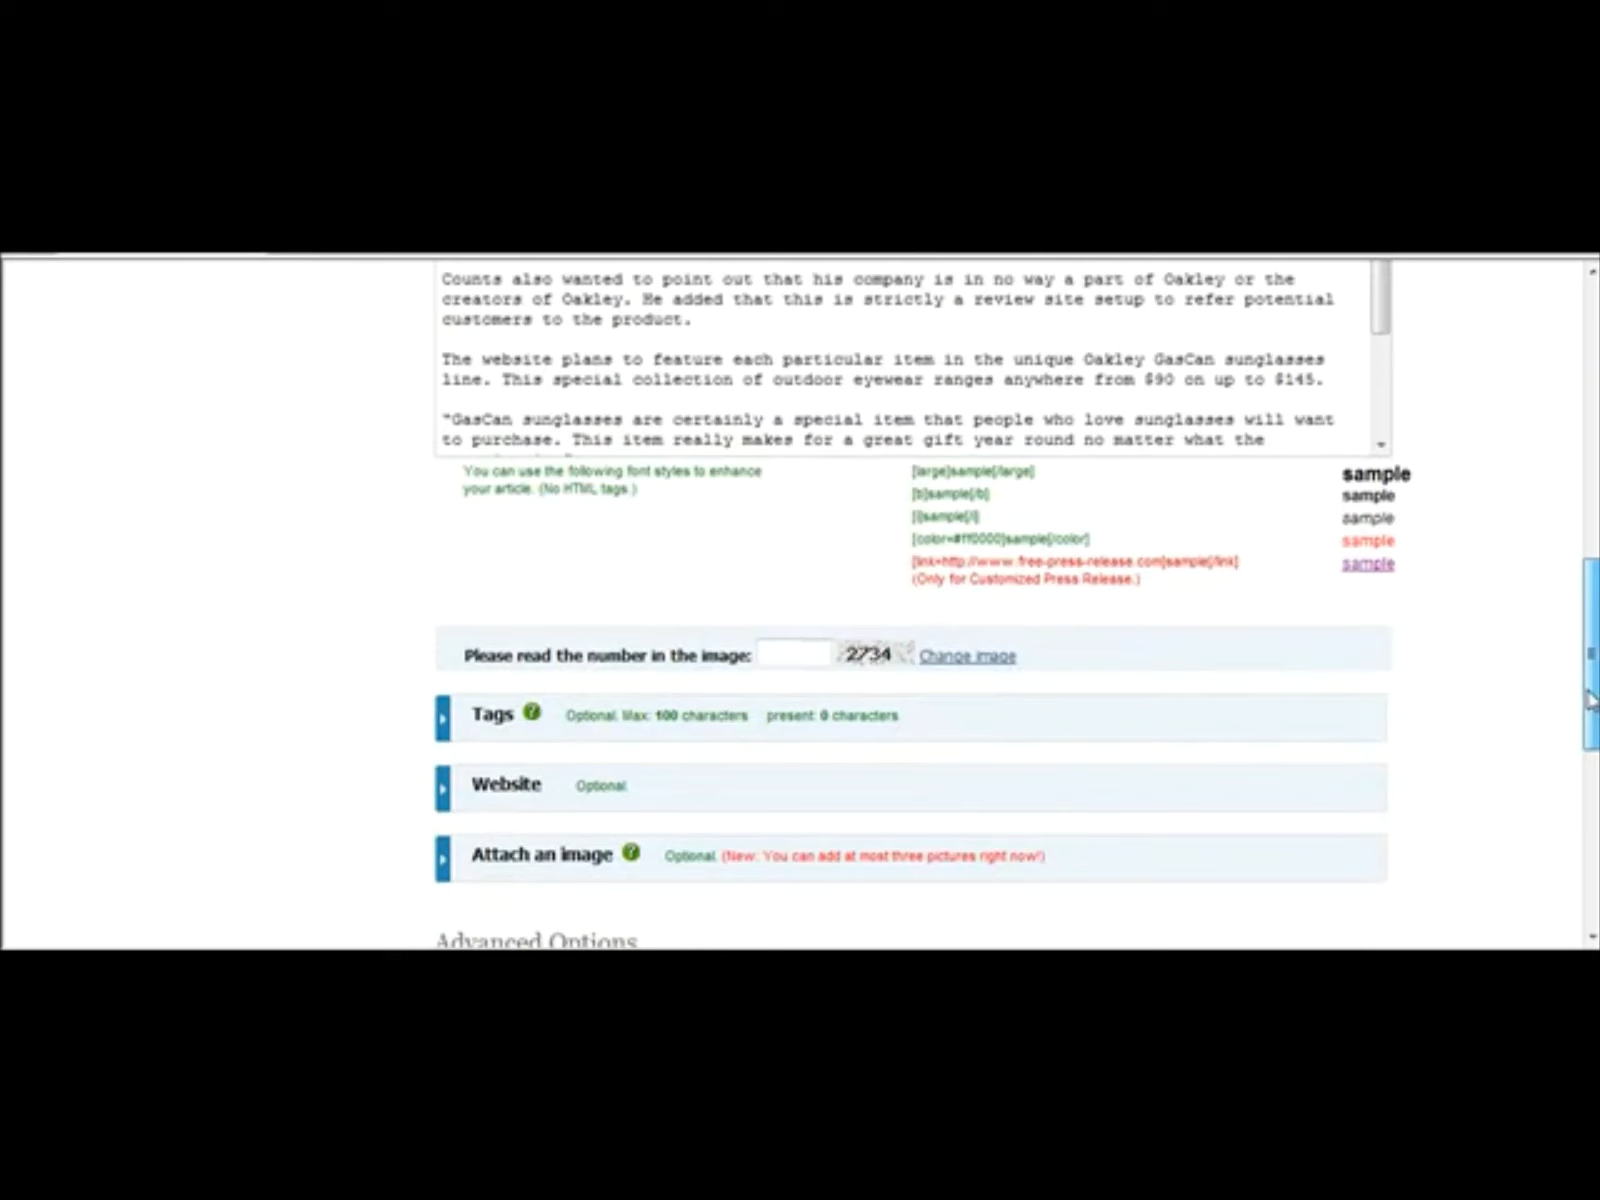 Counts also wanted to point out that his company is in no way a part of Oakley or the
creators of Oakley. He added that this is strictly a review site setup to refer potential
customers to the product.
The website plans to feature each particular item in the unique Oakley GasCan sunglasses
line. This special collection of outdoor eyewear ranges anywhere from $90 on up to $145.
"GasCan sunglasses are certainly a special item that people who love sunglasses will want
to purchase. This item really makes for a great gift year round no matter what the
You can use the following font styles to enhance
your article. (No HTML tags.)
[large]sample[/large] sample
[b]sample[/b] sample
[i]sample[/i] sample
[color=#ff0000]sample[/color] sample
[link=http://www.free-press-release.com]sample[/link] sample
(Only for Customized Press Release.)
Please read the number in the image: 2734 Change image
Tags ? Optional. Max: 100 characters present: 0 characters
Website Optional
Attach an image ? Optional. (New: You can add at most three pictures right now!)
Advanced Options